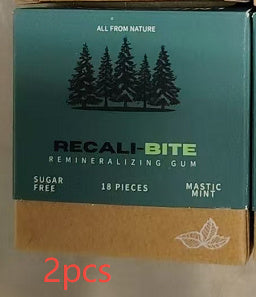 ALL FROM NATURE
RECALI-BITE
REMINERALIZING GUM
SUGAR FREE
18 PIECES
MASTIC MINT
2pcs